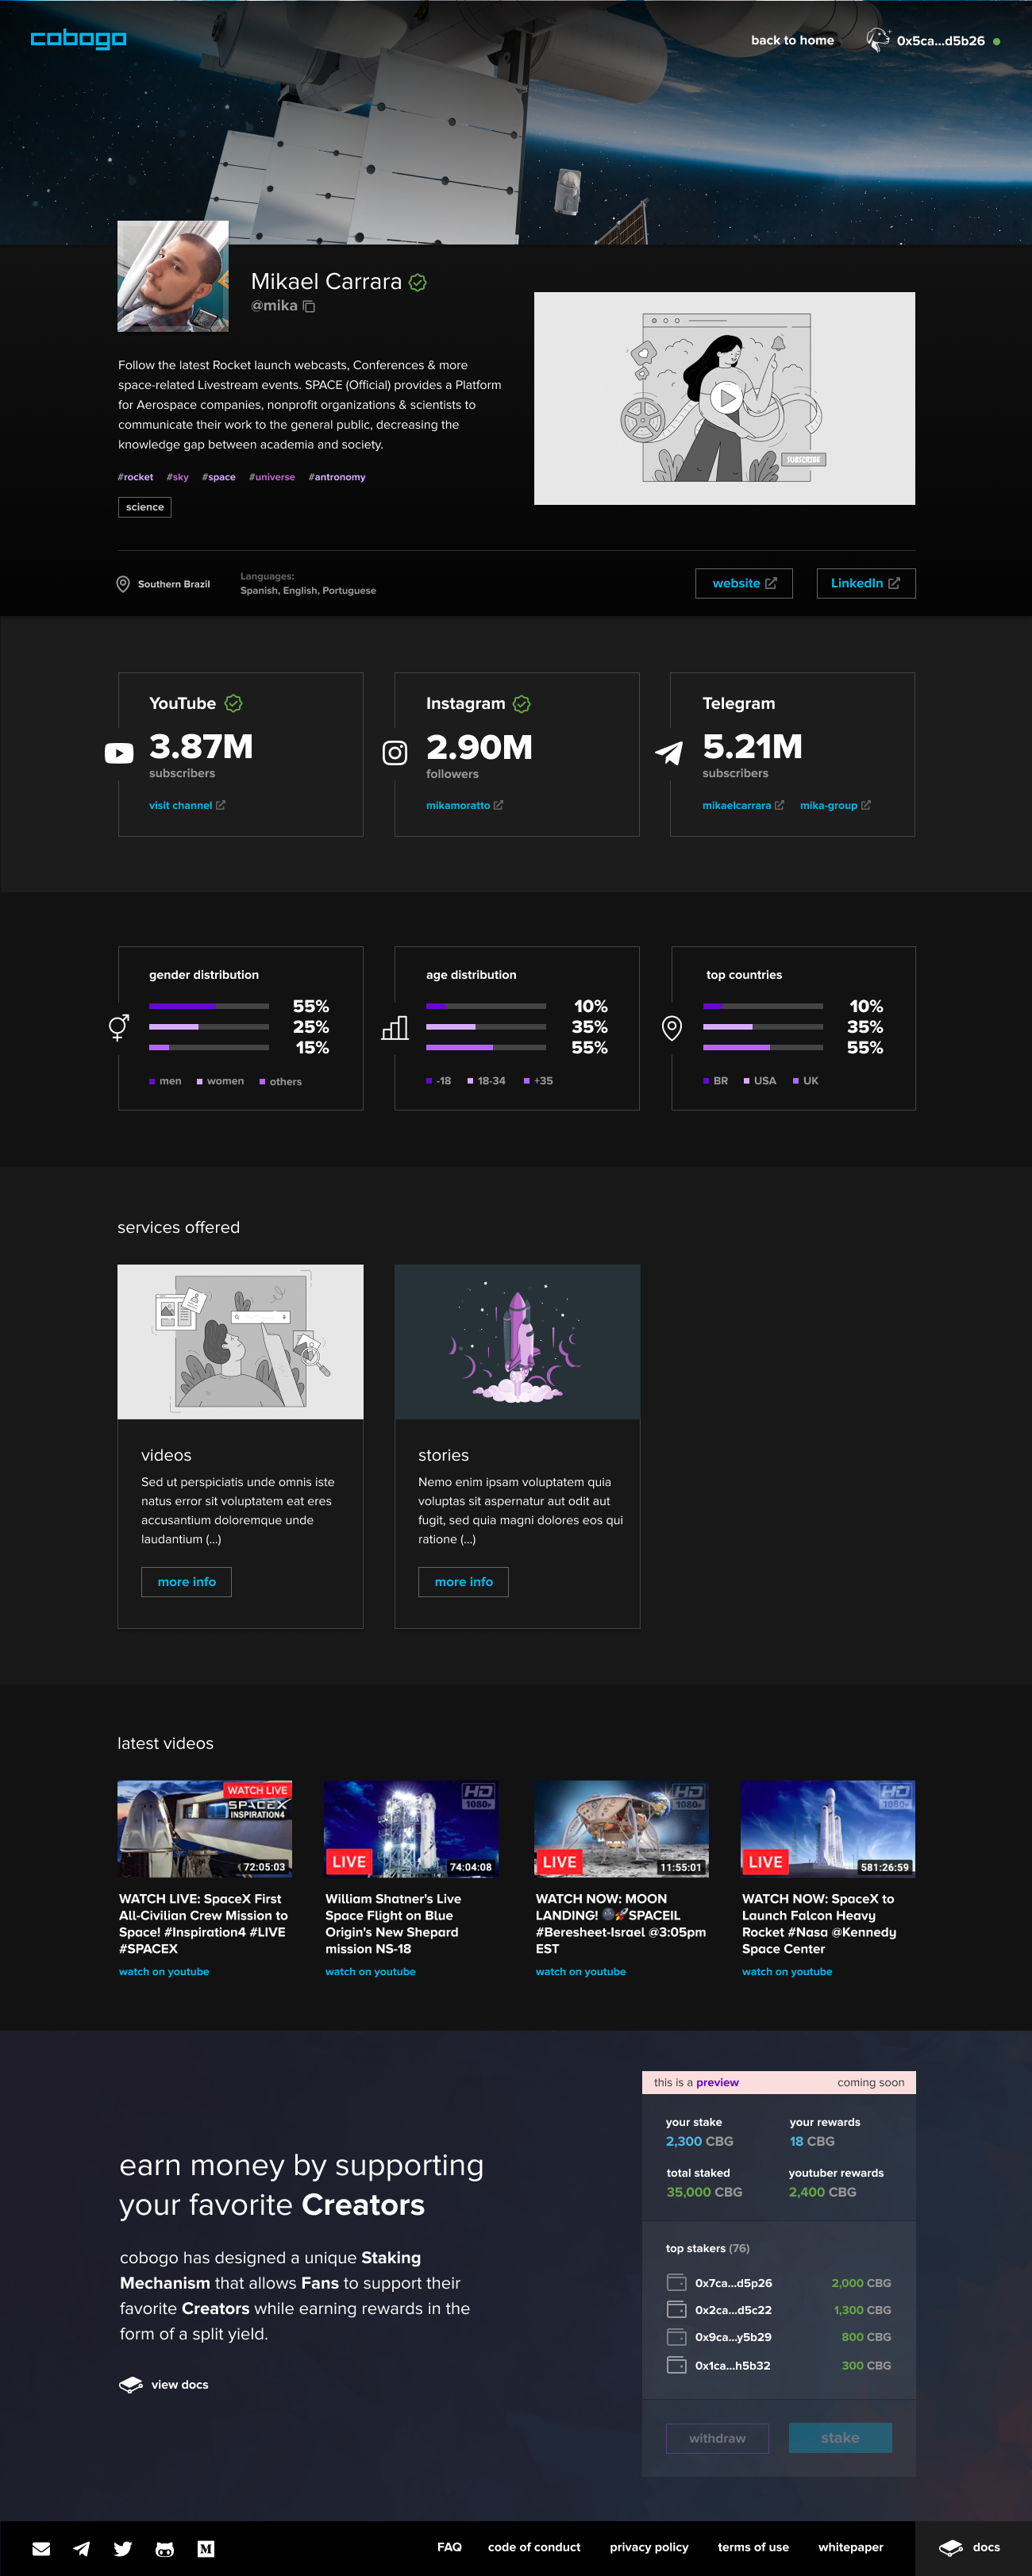 cobogo
back to home
0x5ca...d5b26
Mikael Carrara
@mika
Follow the latest Rocket launch webcasts, Conferences & more
space-related Livestream events. SPACE (Official) provides a Platform
for Aerospace companies, nonprofit organizations & scientists to
communicate their work to the general public, decreasing the
knowledge gap between academia and society.
#rocket #sky #space #universe #antronomy
science
SUBSCRIBE
Southern Brazil
Languages:
Spanish, English, Portuguese
website
LinkedIn
YouTube
3.87M
subscribers
visit channel
Instagram
2.90M
followers
mikamoratto
Telegram
5.21M
subscribers
mikaelcarrara mika-group
gender distribution
55%
25%
15%
men women others
age distribution
10%
35%
55%
-18 18-34 +35
top countries
10%
35%
55%
BR USA UK
services offered
videos
Sed ut perspiciatis unde omnis iste
natus error sit voluptatem eat eres
accusantium doloremque unde
laudantium (...)
more info
stories
Nemo enim ipsam voluptatem quia
voluptas sit aspernatur aut odit aut
fugit, sed quia magni dolores eos qui
ratione (...)
more info
latest videos
WATCH LIVE
SPACEX
INSPIRATION4
72:05:03
WATCH LIVE: SpaceX First
All-Civilian Crew Mission to
Space! #Inspiration4 #LIVE
#SPACEX
watch on youtube
HD
1080P
LIVE
74:04:08
William Shatner's Live
Space Flight on Blue
Origin's New Shepard
mission NS-18
watch on youtube
HD
1080P
LIVE
11:55:01
WATCH NOW: MOON
LANDING! 🌚🚀SPACEIL
#Beresheet-Israel @3:05pm
EST
watch on youtube
HD
1080P
LIVE
581:26:59
WATCH NOW: SpaceX to
Launch Falcon Heavy
Rocket #Nasa @Kennedy
Space Center
watch on youtube
earn money by supporting
your favorite Creators
cobogo has designed a unique Staking
Mechanism that allows Fans to support their
favorite Creators while earning rewards in the
form of a split yield.
view docs
this is a preview
coming soon
your stake
2,300 CBG
your rewards
18 CBG
total staked
35,000 CBG
youtuber rewards
2,400 CBG
top stakers (76)
0x7ca...d5p26 2,000 CBG
0x2ca...d5c22 1,300 CBG
0x9ca...y5b29 800 CBG
0x1ca...h5b32 300 CBG
withdraw
stake
FAQ
code of conduct
privacy policy
terms of use
whitepaper
docs